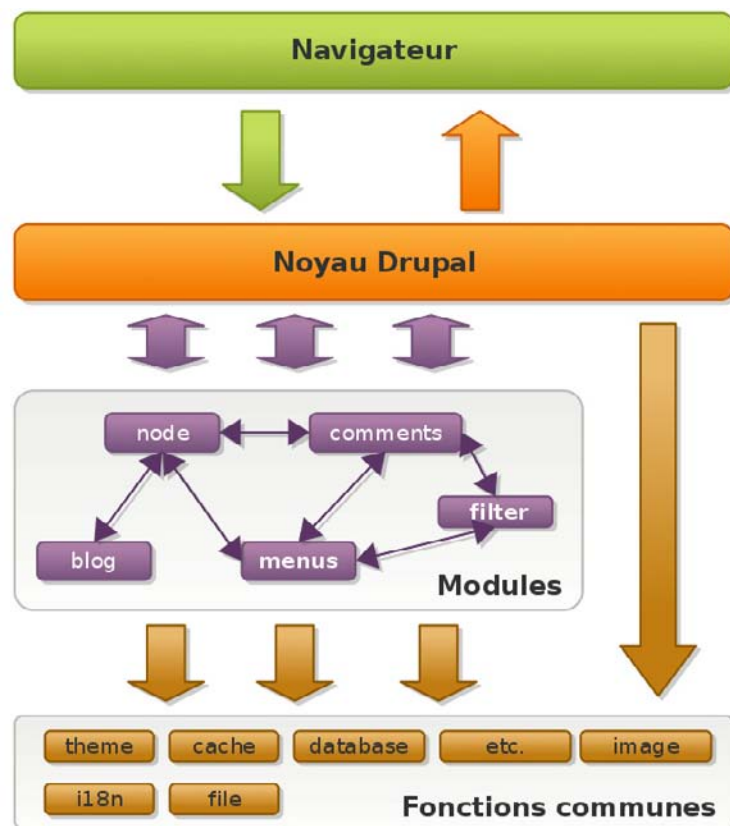 Navigateur
Noyau Drupal
node
comments
filter
blog
menus
Modules
theme
cache
database
etc.
image
i18n
file
Fonctions communes